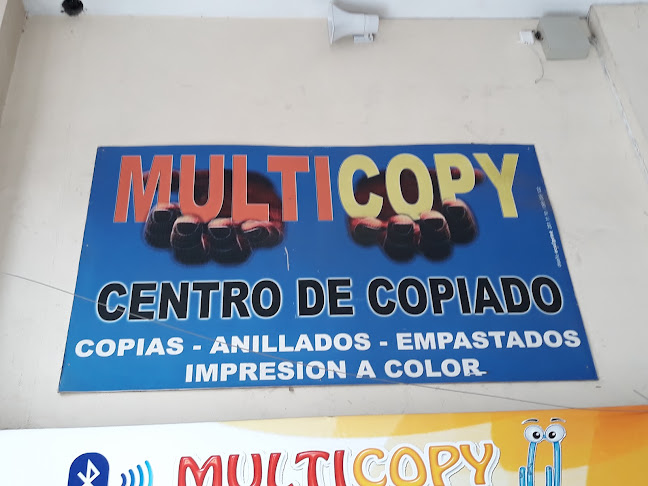 MULTICOPY
CENTRO DE COPIADO
COPIAS - ANILLADOS - EMPASTADOS
IMPRESION A COLOR
MULTICOPY